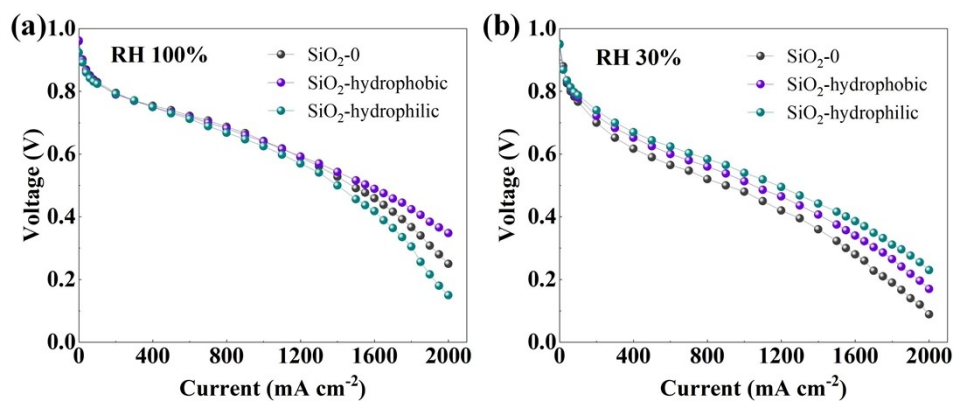 (a)
RH 100%
SiO2-0
SiO2-hydrophobic
SiO2-hydrophilic
Voltage (V)
1.0
0.8
0.6
0.4
0.2
0.0
0 400 800 1200 1600 2000
Current (mA cm-2)
(b)
RH 30%
SiO2-0
SiO2-hydrophobic
SiO2-hydrophilic
Voltage (V)
1.0
0.8
0.6
0.4
0.2
0.0
0 400 800 1200 1600 2000
Current (mA cm-2)